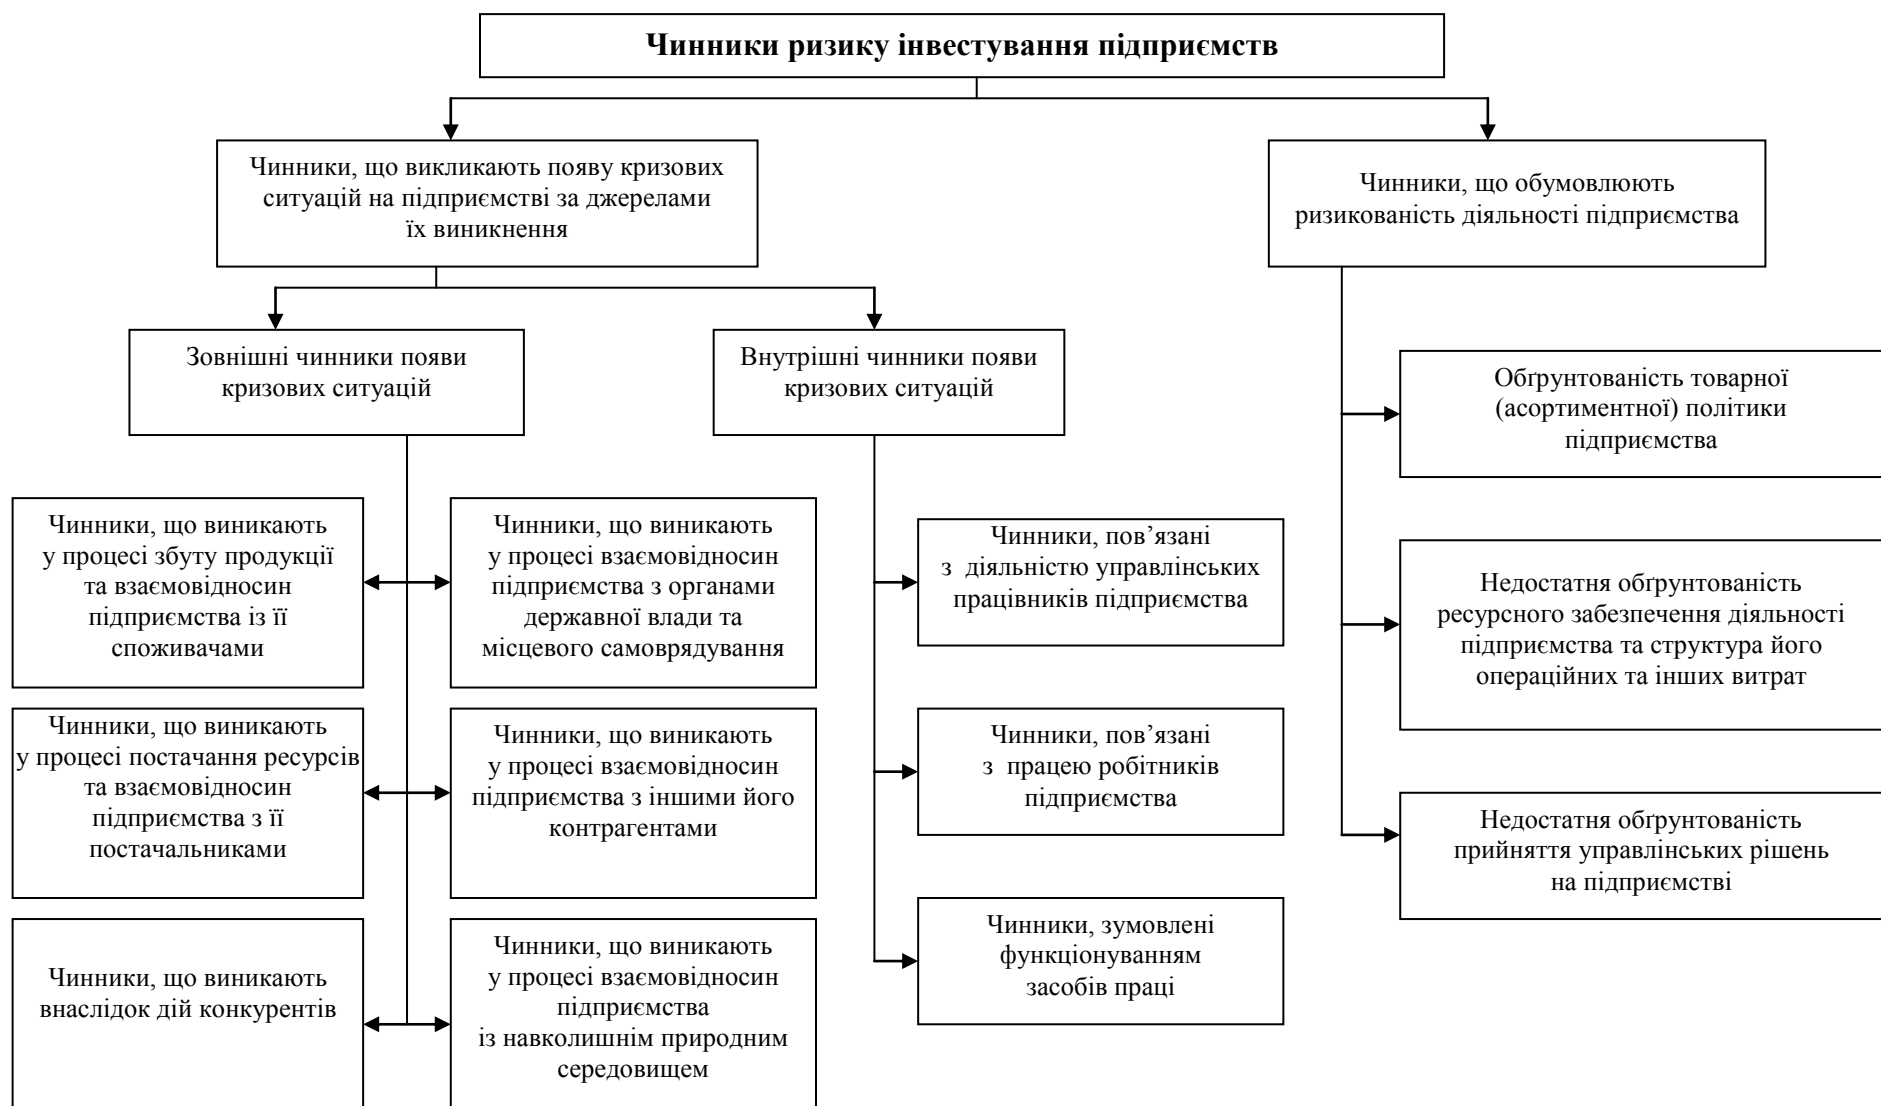 Чинники ризику інвестування підприємств
Чинники, що викликають появу кризових
ситуацій на підприємстві за джерелами
їх виникнення
Чинники, що обумовлюють
ризикованість діяльності підприємства
Зовнішні чинники появи
кризових ситуацій
Внутрішні чинники появи
кризових ситуацій
Чинники, що виникають
у процесі збуту продукції
та взаємовідносин
підприємства із її
споживачами
Чинники, що виникають
у процесі взаємовідносин
підприємства з органами
державної влади та
місцевого самоврядування
Чинники, що виникають
у процесі постачання ресурсів
та взаємовідносин
підприємства з її
постачальниками
Чинники, що виникають
у процесі взаємовідносин
підприємства з іншими його
контрагентами
Чинники, що виникають
внаслідок дій конкурентів
Чинники, що виникають
у процесі взаємовідносин
підприємства
із навколишнім природним
середовищем
Чинники, пов’язані
з діяльністю управлінських
працівників підприємства
Чинники, пов’язані
з працею робітників
підприємства
Чинники, зумовлені
функціонуванням
засобів праці
Обґрунтованість товарної
(асортиментної) політики
підприємства
Недостатня обґрунтованість
ресурсного забезпечення діяльності
підприємства та структура його
операційних та інших витрат
Недостатня обґрунтованість
прийняття управлінських рішень
на підприємстві